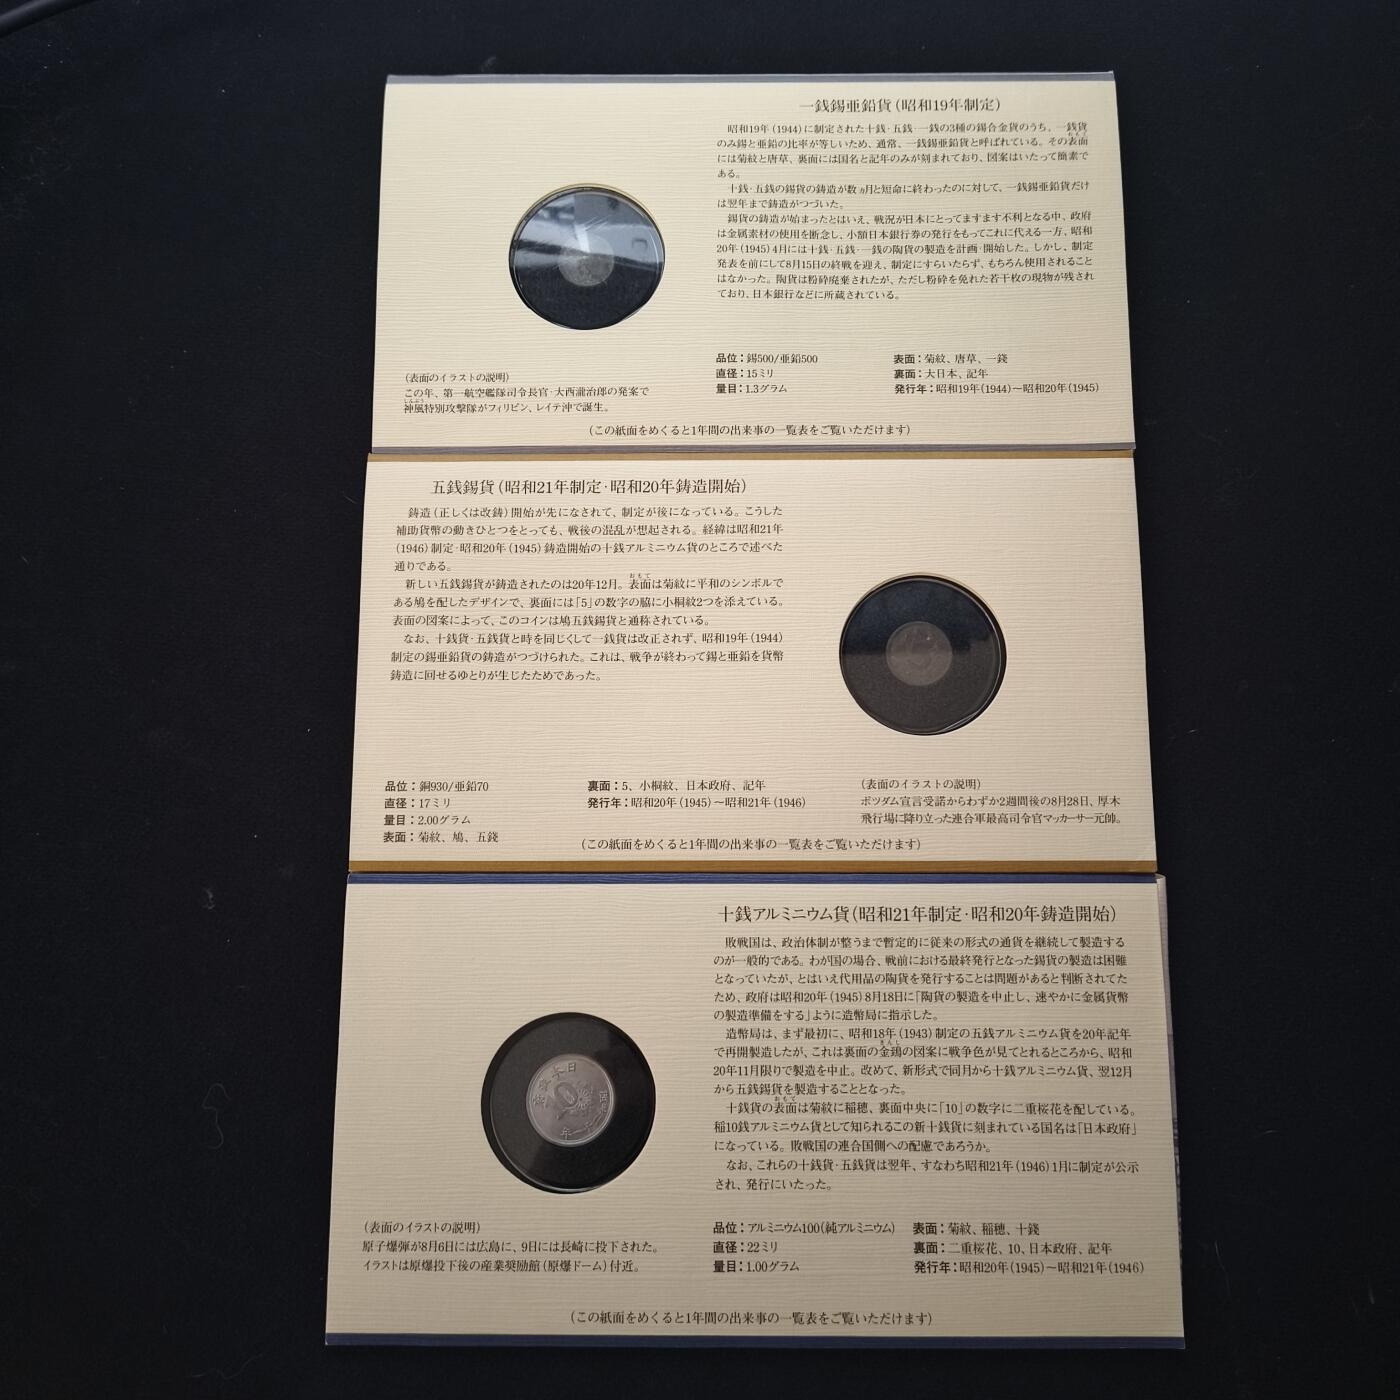 一銭錫亜鉛貨(昭和19年制定)
昭和19年(1944)に制定された十銭·五銭·一銭の3種の錫合金貨のうち、一銭貨
のみ錫と亜鉛の比率が等しいため、通常、一銭錫亜鉛貨と呼ばれている。その表面
には菊紋と唐草、裏面には国名と記年のみが刻まれており、図案はいたって簡素で
ある。
十銭·五銭の錫貨の鋳造が数ヵ月と短命に終わったのに対して、一銭錫亜鉛貨だけ
は翌年まで鋳造がつづいた。
錫貨の鋳造が始まったとはいえ、戦況が日本にとってますます不利となる中、政府
は金属素材の使用を断念し、小額日本銀行券の発行をもってこれに代える一方、昭和
20年(1945)4月には十銭·五銭·一銭の陶貨の製造を計画·開始した。しかし、制定
発表を前にして8月15日の終戦を迎え、制定にすらいたらず、もちろん使用されること
はなかった。陶貨は粉砕廃棄されたが、ただし粉砕を免れた若干枚の現物が残され
ており、日本銀行などに所蔵されている。
品位:錫500/亜鉛500
直径:15ミリ
量目:1.3グラム
表面:菊紋、唐草、一錢
裏面:大日本、記年
発行年:昭和19年(1944)〜昭和20年(1945)
(表面のイラストの説明)
この年、第一航空艦隊司令長官·大西瀧治郎の発案で
神風特別攻撃隊がフィリピン、レイテ沖で誕生。
(この紙面をめくると1年間の出来事の一覧表をご覧いただけます)
五銭錫貨(昭和21年制定·昭和20年鋳造開始)
鋳造(正しくは改鋳)開始が先になされて、制定が後になっている。こうした
補助貨幣の動きひとつをとっても、戦後の混乱が想起される。経緯は昭和21年
(1946)制定·昭和20年(1945)鋳造開始の十銭アルミニウム貨のところで述べた
通りである。
新しい五銭錫貨が鋳造されたのは20年12月。表面は菊紋に平和のシンボルで
ある鳩を配したデザインで、裏面には「5」の数字の脇に小桐紋2つを添えている。
表面の図案によって、このコインは鳩五銭錫貨と通称されている。
なお、十銭貨·五銭貨と時を同じくして一銭貨は改正されず、昭和19年(1944)
制定の錫亜鉛貨の鋳造がつづけられた。これは、戦争が終わって錫と亜鉛を貨幣
鋳造に回せるゆとりが生じたためであった。
品位:銅930/亜鉛70
直径:17ミリ
量目:2.00グラム
表面:菊紋、鳩、五錢
裏面:5、小桐紋、日本政府、記年
発行年:昭和20年(1945)〜昭和21年(1946)
(表面のイラストの説明)
ポツダム宣言受諾からわずか2週間後の8月28日、厚木
飛行場に降り立った連合軍最高司令官マッカーサー元帥。
(この紙面をめくると1年間の出来事の一覧表をご覧いただけます)
十銭アルミニウム貨(昭和21年制定·昭和20年鋳造開始)
敗戦国は、政治体制が整うまで暫定的に従来の形式の通貨を継続して製造する
のが一般的である。わが国の場合、戦前における最終発行となった錫貨の製造は困難
となっていたが、とはいえ代用品の陶貨を発行することは問題があると判断されてた
ため、政府は昭和20年(1945)8月18日に「陶貨の製造を中止し、速やかに金属貨幣
の製造準備をする」ように造幣局に指示した。
造幣局は、まず最初に、昭和18年(1943)制定の五銭アルミニウム貨を20年記年
で再開製造したが、これは裏面の金鵄の図案に戦争色が見てとれるところから、昭和
20年11月限りで製造を中止。改めて、新形式で同月から十銭アルミニウム貨、翌12月
から五銭錫貨を製造することとなった。
十銭貨の表面は菊紋に稲穂、裏面中央に「10」の数字に二重桜花を配している。
稲10銭アルミニウム貨として知られるこの新十銭貨に刻まれている国名は「日本政府」
になっている。敗戦国の連合国側への配慮であろうか。
なお、これらの十銭貨·五銭貨は翌年、すなわち昭和21年(1946)1月に制定が公示
され、発行にいたった。
品位:アルミニウム100(純アルミニウム)
直径:22ミリ
量目:1.00グラム
表面:菊紋、稲穂、十錢
裏面:二重桜花、10、日本政府、記年
発行年:昭和20年(1945)〜昭和21年(1946)
(表面のイラストの説明)
原子爆弾が8月6日には広島に、9日には長崎に投下された。
イラストは原爆投下後の産業奨励館(原爆ドーム)付近。
(この紙面をめくると1年間の出来事の一覧表をご覧いただけます)